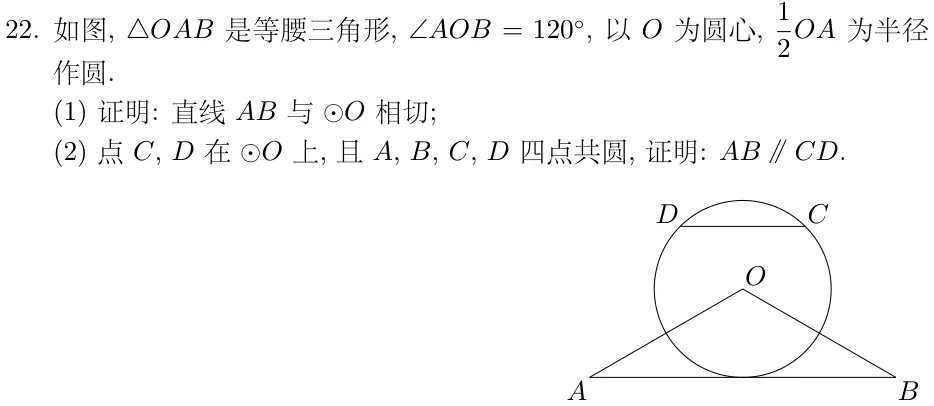 22. 如图, △OAB 是等腰三角形, ∠AOB = 120°, 以 O 为圆心, 1/2 OA 为半径
作圆.
(1) 证明: 直线 AB 与 ⊙O 相切;
(2) 点 C, D 在 ⊙O 上, 且 A, B, C, D 四点共圆, 证明: AB ∥ CD.
D C
O
A B